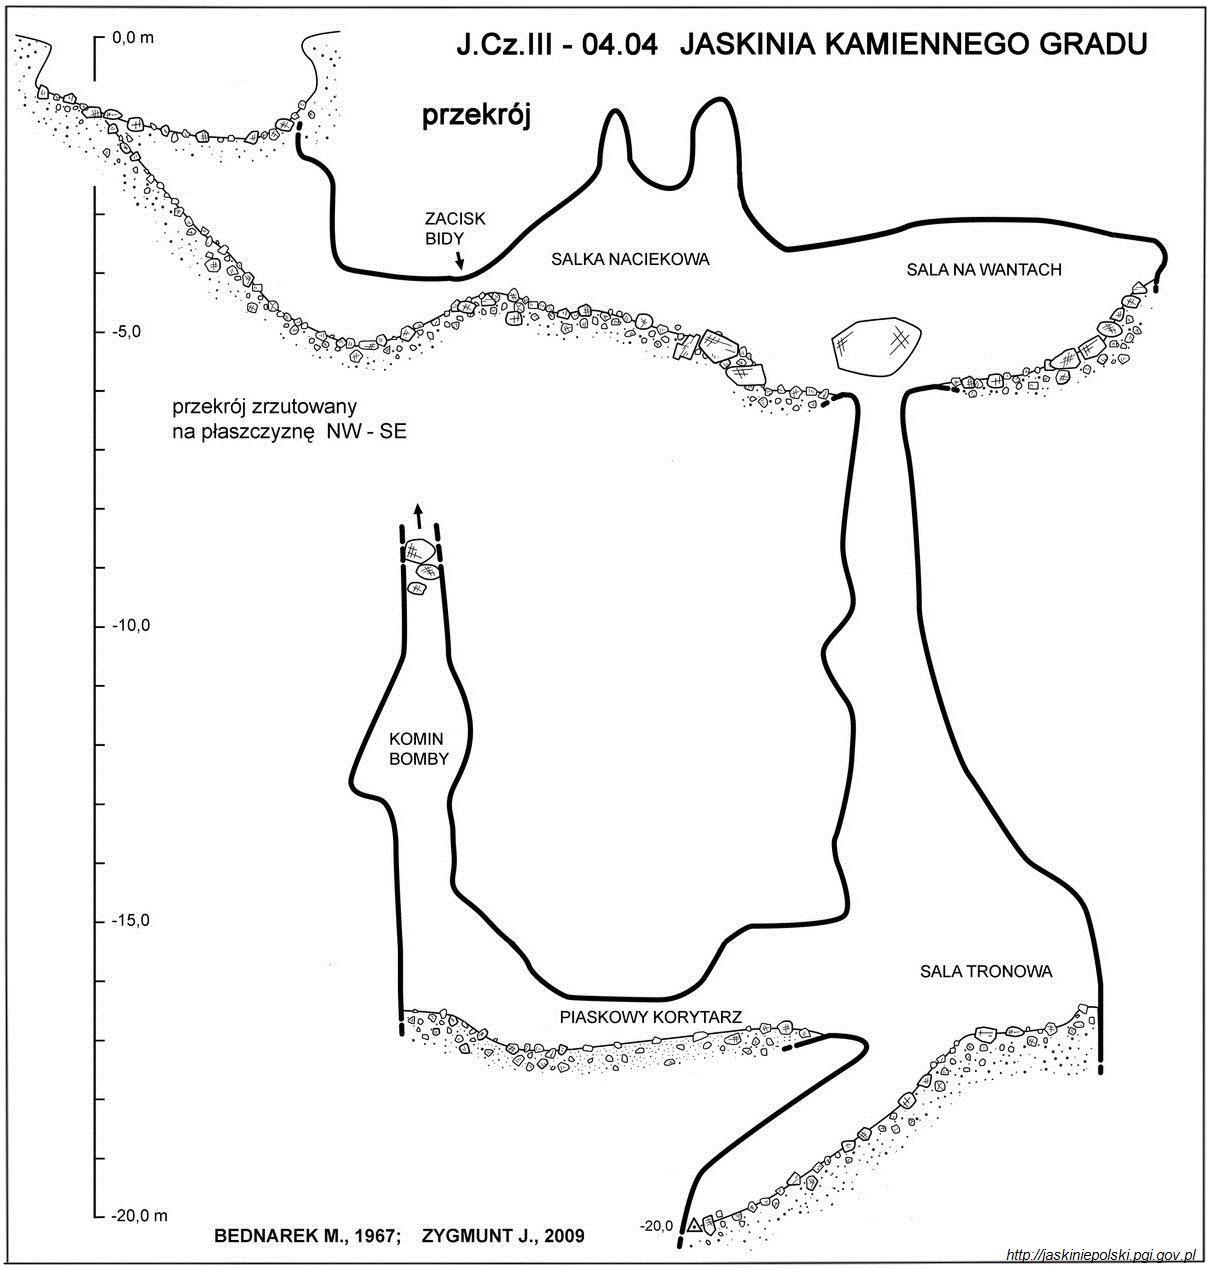 0,0 m
J.Cz.III - 04.04 JASKINIA KAMIENNEGO GRADU
przekrój
ZACISK
BIDY
SALKA NACIEKOWA
SALA NA WANTACH
-5,0
przekrój zrzutowany
na płaszczyznę NW - SE
-10,0
KOMIN
BOMBY
-15,0
SALA TRONOWA
PIASKOWY KORYTARZ
-20,0 m
-20,0
BEDNAREK M., 1967; ZYGMUNT J., 2009
http://jaskiniepolski.pgi.gov.pl